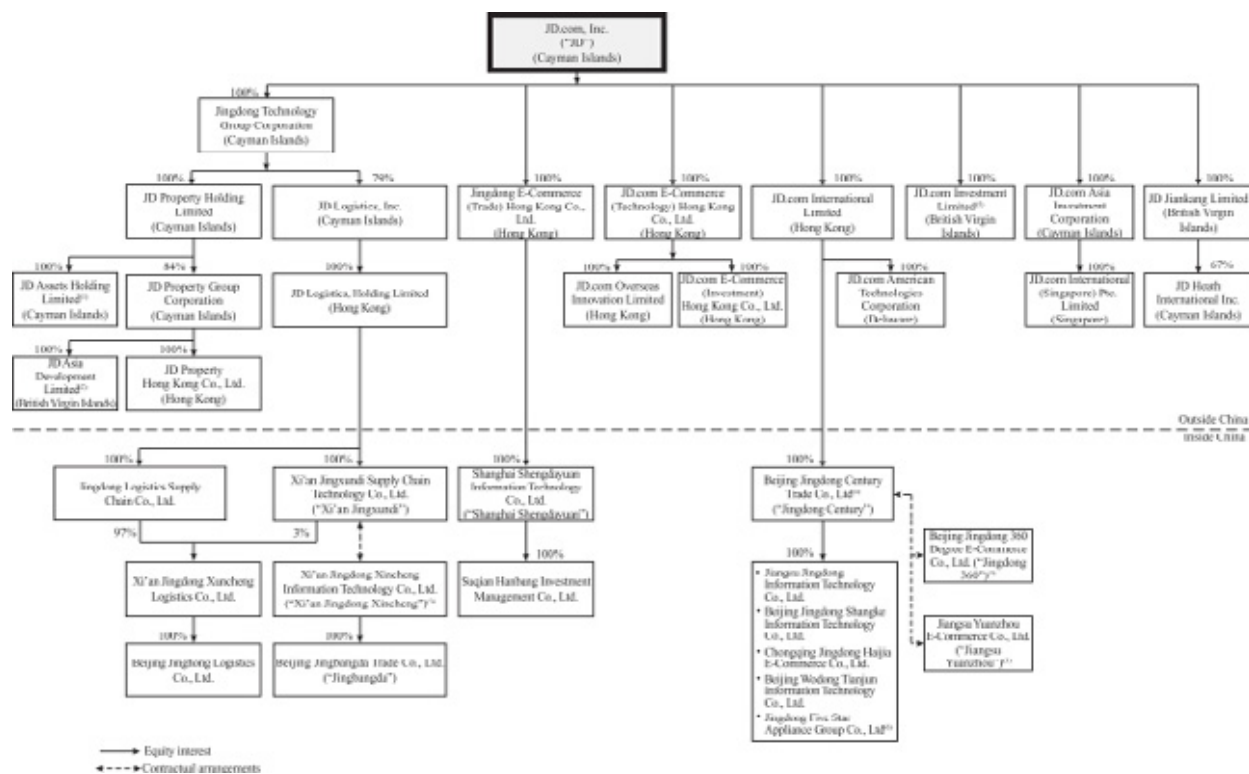 JD.com, Inc.
("JD")
(Cayman Islands)
100%
Jingdong Technology
Group Corporation
(Cayman Islands)
100%
79%
100%
100%
100%
100%
100%
100%
JD Property Holding
Limited
(Cayman Islands)
JD Logistics, Inc.
(Cayman Islands)
Jingdong E-Commerce
(Trade) Hong Kong Co.,
Ltd.
(Hong Kong)
JD.com E-Commerce
(Technology) Hong Kong
Co., Ltd.
(Hong Kong)
JD.com International
Limited
(Hong Kong)
JD.com Investment
Limited
(British Virgin
Islands)
JD.com Asia
Investment
Corporation
(Cayman Islands)
JD Jiankang Limited
(British Virgin
Islands)
100%
84%
100%
100%
100%
100%
100%
67%
JD Assets Holding
Limited⁽¹⁾
(Cayman Islands)
JD Property Group
Corporation
(Cayman Islands)
JD Logistics, Holding Limited
(Hong Kong)
JD.com Overseas
Innovation Limited
(Hong Kong)
JD.com E-Commerce
(Investment)
Hong Kong Co., Ltd.
(Hong Kong)
JD.com American
Technologies
Corporation
(Delaware)
JD.com International
(Singapore) Pte.
Limited
(Singapore)
JD Heath
International Inc.
(Cayman Islands)
100%
100%
JD Asia
Development
Limited⁽²⁾
(British Virgin Islands)
JD Property
Hong Kong Co., Ltd.
(Hong Kong)
Outside China
Inside China
100%
100%
100%
100%
Jingdong Logistics Supply
Chain Co., Ltd.
Xi'an Jingxundi Supply Chain
Technology Co., Ltd.
("Xi'an Jingxundi")
Shanghai Shengdayuan
Information Technology
Co., Ltd.
("Shanghai Shengdayuan")
Beijing Jingdong Century
Trade Co., Ltd
("Jingdong Century")
97%
3%
100%
100%
Xi'an Jingdong Xuncheng
Logistics Co., Ltd.
Xi'an Jingdong Xincheng
Information Technology Co., Ltd.
("Xi'an Jingdong Xincheng")
Suqian Hanbang Investment
Management Co., Ltd.
• Jiangsu Jingdong
Information Technology
Co., Ltd.
• Beijing Jingdong Shangke
Information Technology
Co., Ltd.
• Chongqing Jingdong Haijia
E-Commerce Co., Ltd.
• Beijing Wodong Tianjun
Information Technology
Co., Ltd.
• Jingdong Five Star
Appliance Group Co., Ltd
Beijing Jingdong 360
Degree E-Commerce
Co., Ltd. ("Jingdong
360")
Jiangsu Yuanzhou
E-Commerce Co., Ltd.
("Jiangsu
Yuanzhou")
100%
100%
Beijing Jinghong Logistics
Co., Ltd.
Beijing Jingbangda Trade Co., Ltd.
("Jingbangda")
Equity interest
Contractual arrangements